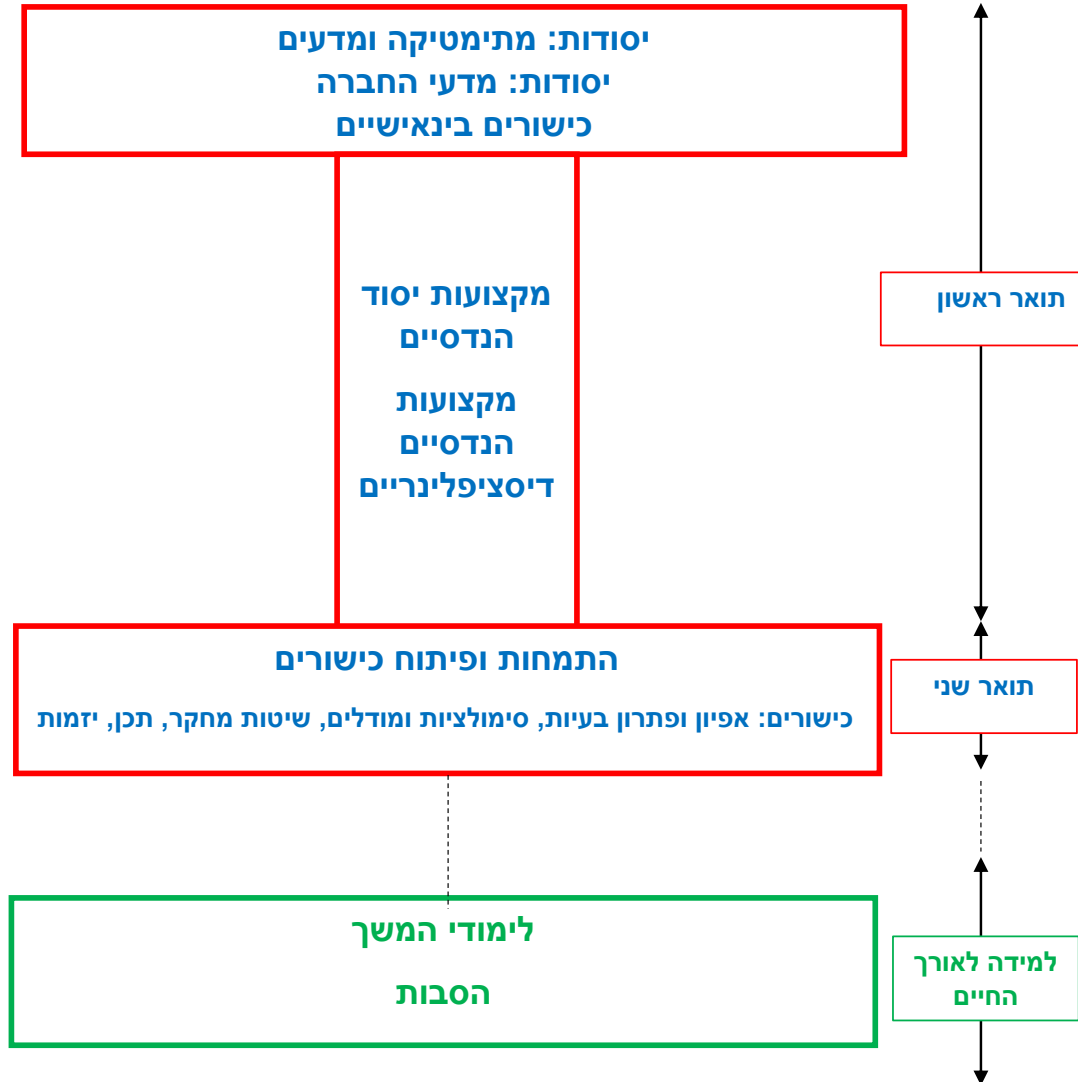 יסודות: מתימטיקה ומדעים
יסודות: מדעי החברה
כישורים בינאישיים
מקצועות יסוד
הנדסיים
מקצועות
הנדסיים
דיסציפלינריים
תואר ראשון
התמחות ופיתוח כישורים
כישורים: אפיון ופתרון בעיות, סימולציות ומודלים, שיטות מחקר, תכן, יזמות
תואר שני
לימודי המשך
הסבות
למידה לאורך
החיים